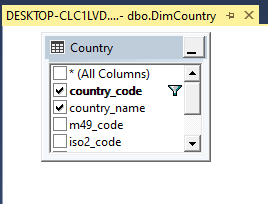 DESKTOP-CLC1LVD....- dbo.DimCountry
Country
* (All Columns)
country_code
country_name
m49_code
iso2_code